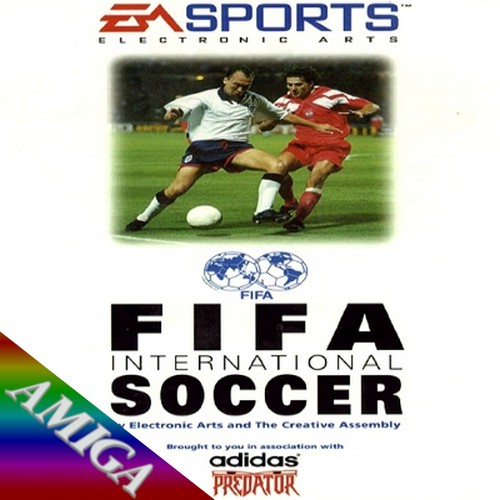 EA SPORTS™
ELECTRONIC ARTS
FIFA
FIFA
INTERNATIONAL
SOCCER
y Electronic Arts and The Creative Assembly
Brought to you in association with
adidas
PREDATOR
AMIGA